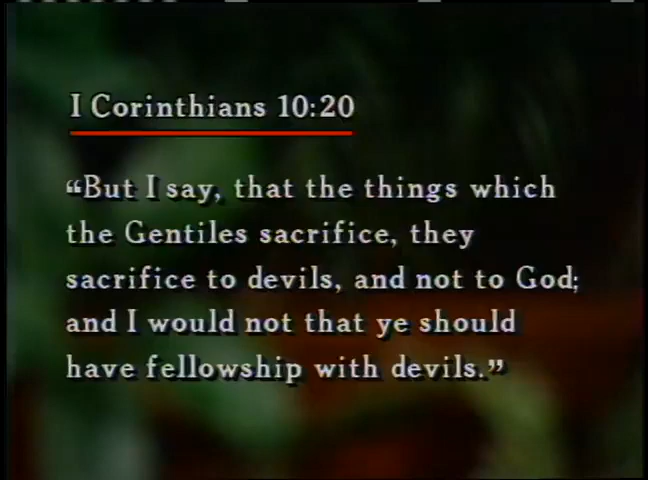 I Corinthians 10:20
“But I say, that the things which
the Gentiles sacrifice, they
sacrifice to devils, and not to God;
and I would not that ye should
have fellowship with devils.”